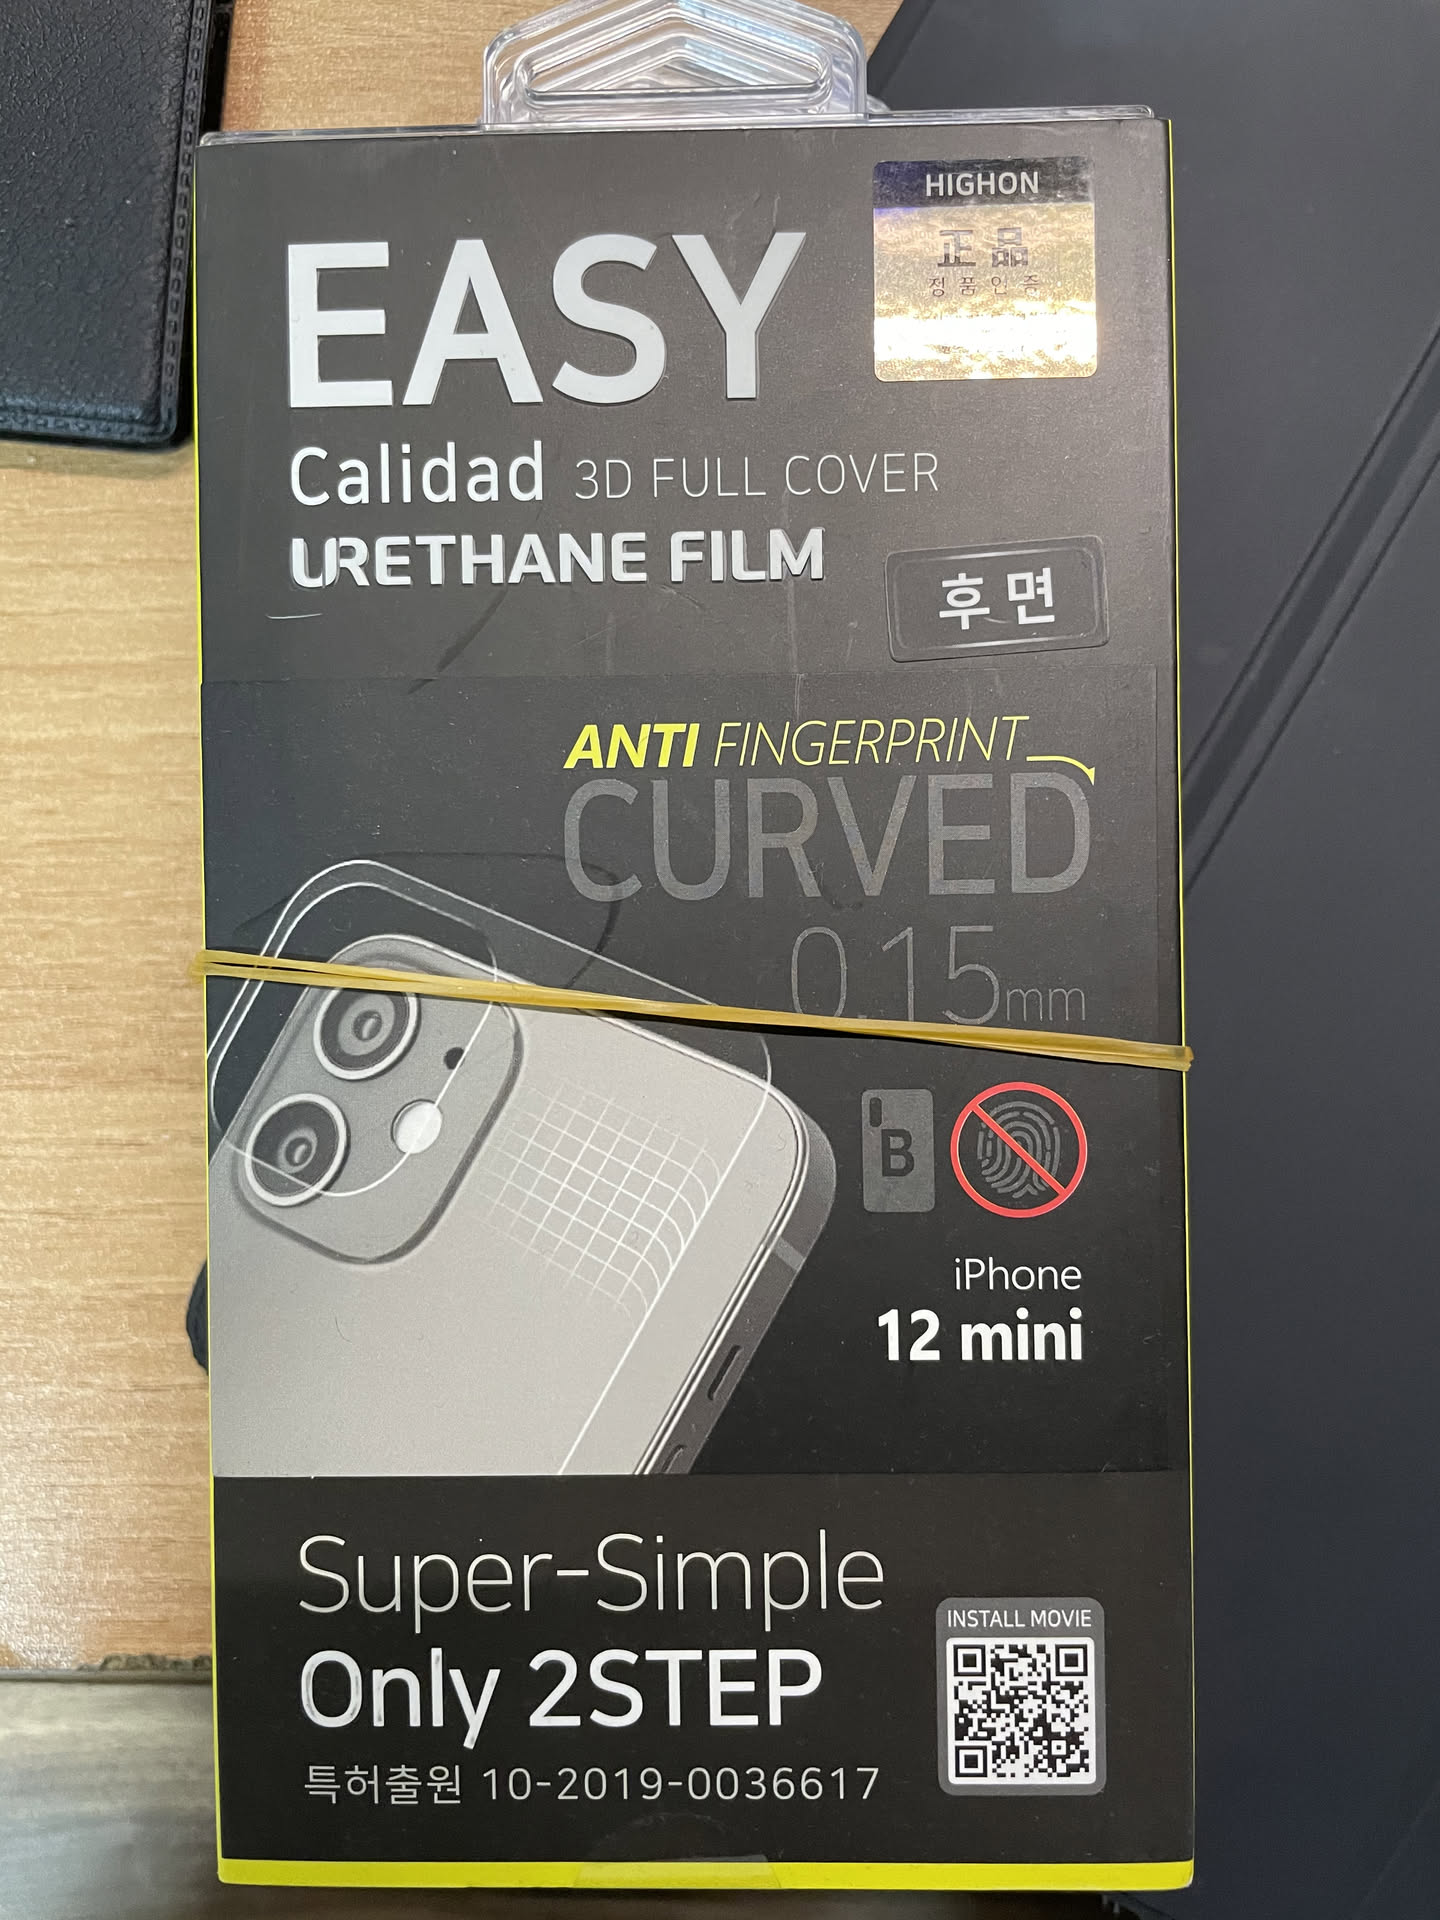 HIGHON
正品
정품인증
EASY
Calidad 3D FULL COVER
URETHANE FILM
후면
ANTI FINGERPRINT
CURVED
0.15mm
B
iPhone
12 mini
Super-Simple
Only 2STEP
INSTALL MOVIE
특허출원 10-2019-0036617